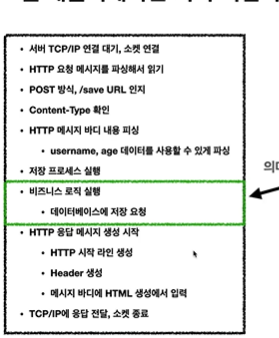 • 서버 TCP/IP 연결 대기, 소켓 연결
• HTTP 요청 메시지를 파싱해서 읽기
• POST 방식, /save URL 인지
• Content-Type 확인
• HTTP 메시지 바디 내용 피싱
• username, age 데이터를 사용할 수 있게 파싱
• 저장 프로세스 실행
• 비즈니스 로직 실행
• 데이터베이스에 저장 요청
• HTTP 응답 메시지 생성 시작
• HTTP 시작 라인 생성
• Header 생성
• 메시지 바디에 HTML 생성에서 입력
• TCP/IP에 응답 전달, 소켓 종료